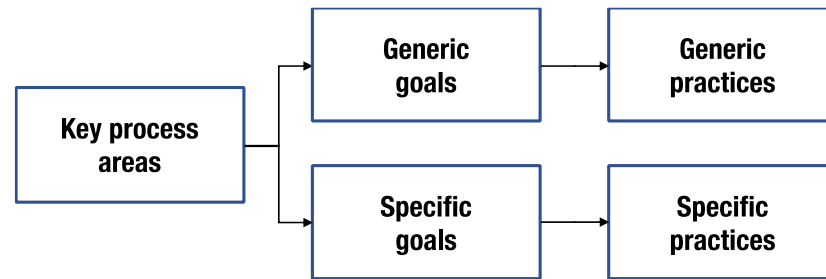 Key process
areas
Generic
goals
Generic
practices
Specific
goals
Specific
practices